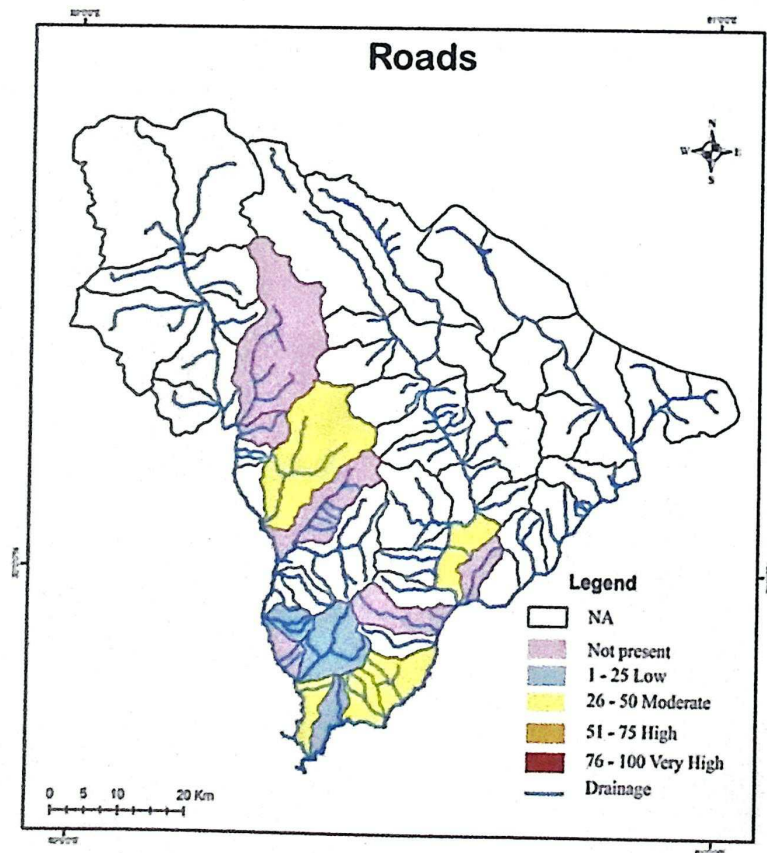 Roads
N
W
E
S
Legend
NA
Not present
1 - 25 Low
26 - 50 Moderate
51 - 75 High
76 - 100 Very High
Drainage
0 5 10 20 Km